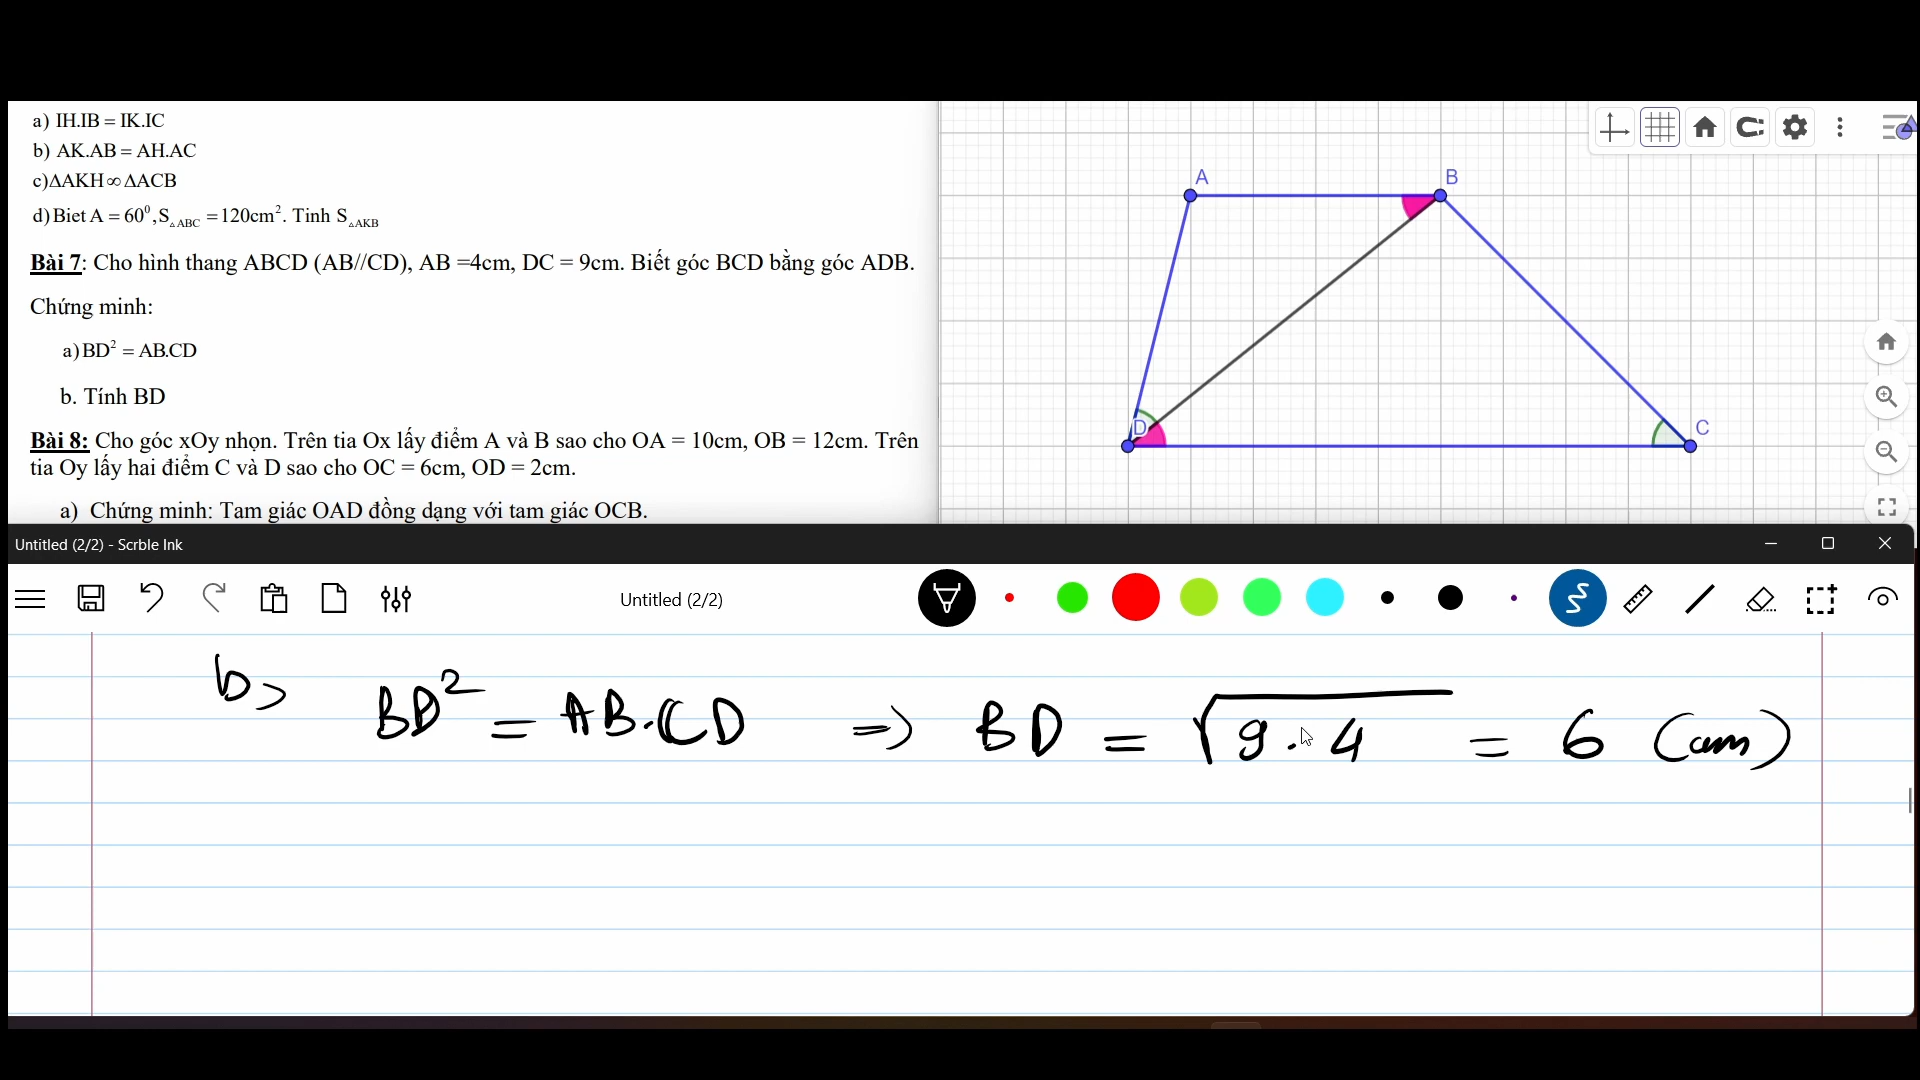 a) IH.IB = IK.IC
b) AK.AB = AH.AC
c)ΔAKH∞ΔACB
d)Biet A = 60⁰,S△ABC = 120cm². Tinh S△AKB
Bài 7: Cho hình thang ABCD (AB//CD), AB =4cm, DC = 9cm. Biết góc BCD bằng góc ADB.
Chứng minh:
a)BD² = AB.CD
b. Tính BD
Bài 8: Cho góc xOy nhọn. Trên tia Ox lấy điểm A và B sao cho OA = 10cm, OB = 12cm. Trên
tia Oy lấy hai điểm C và D sao cho OC = 6cm, OD = 2cm.
a) Chứng minh: Tam giác OAD đồng dạng với tam giác OCB.
A
B
D
C
Untitled (2/2) - Scrble Ink
Untitled (2/2)
b> BD² = AB.CD => BD = √9.4 = 6 (cm)